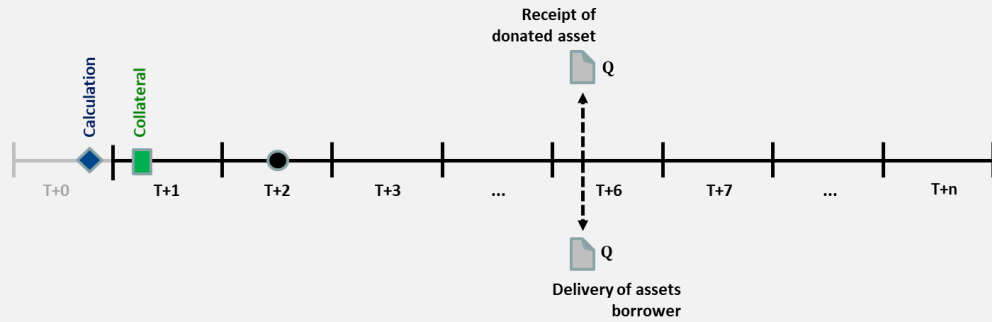 Receipt of
donated asset
Q
Calculation
Collateral
T+0
T+1
T+2
T+3
...
T+6
T+7
...
T+n
Q
Delivery of assets
borrower